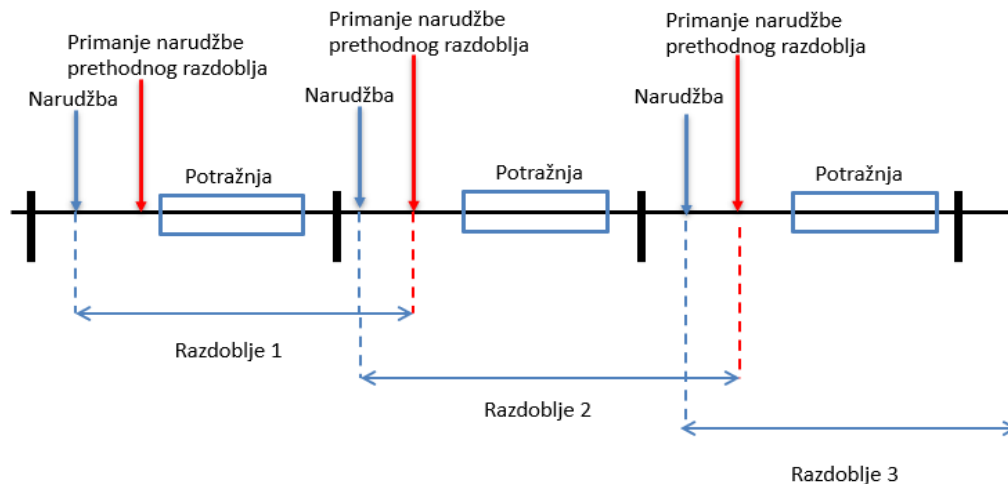 Primanje narudžbe
prethodnog razdoblja
Narudžba
Primanje narudžbe
prethodnog razdoblja
Narudžba
Primanje narudžbe
prethodnog razdoblja
Narudžba
Potražnja
Potražnja
Potražnja
Razdoblje 1
Razdoblje 2
Razdoblje 3